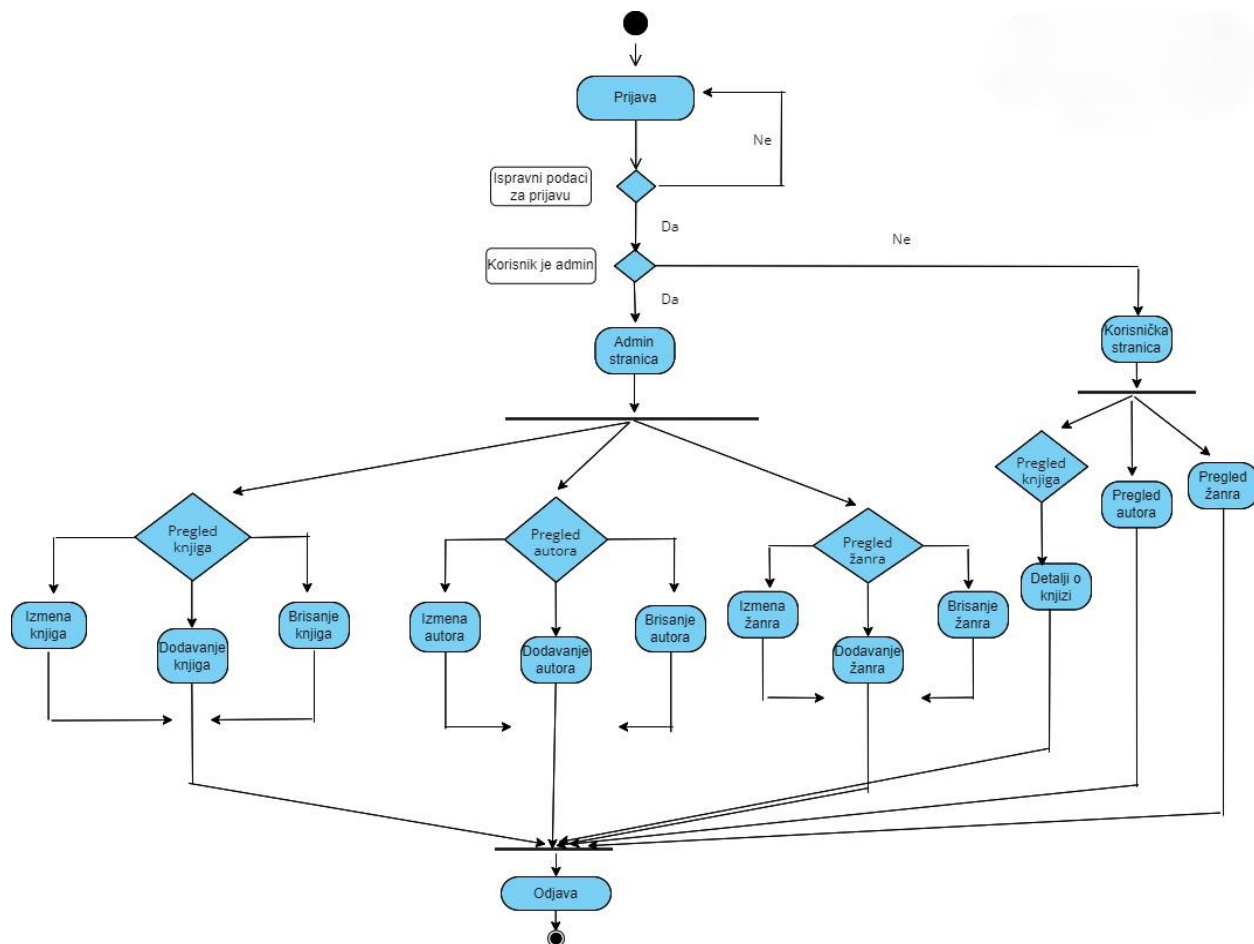 Prijava
Ne
Ispravni podaci
za prijavu
Da
Ne
Korisnik je admin
Da
Admin
stranica
Korisnička
stranica
Pregled
knjiga
Pregled
autora
Pregled
žanra
Pregled
knjiga
Pregled
autora
Pregled
žanra
Izmena
knjiga
Dodavanje
knjiga
Brisanje
knjiga
Izmena
autora
Dodavanje
autora
Brisanje
autora
Izmena
žanra
Dodavanje
žanra
Brisanje
žanra
Detalji o
knjizi
Odjava